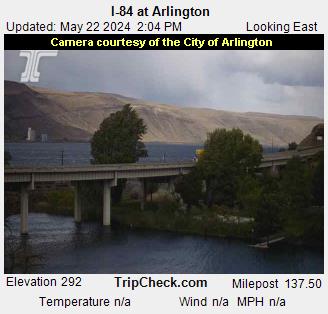 I-84 at Arlington
Updated: May 22 2024 2:04 PM Looking East
Camera courtesy of the City of Arlington
Elevation 292 TripCheck.com Milepost 137.50
Temperature n/a Wind n/a MPH n/a